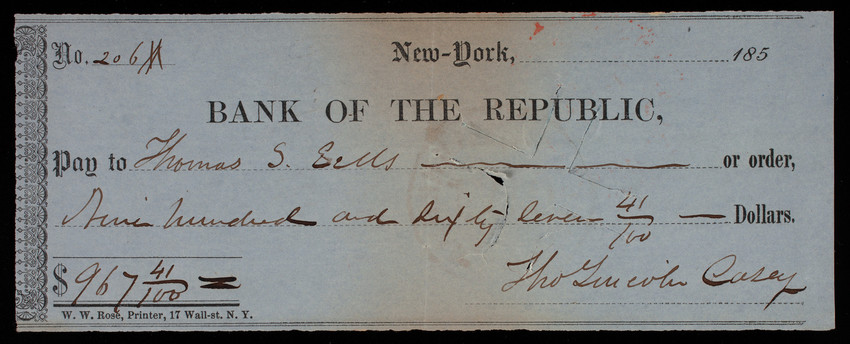 No. 206
New-York, 185
BANK OF THE REPUBLIC,
Pay to Thomas S. Eells or order,
Nine hundred and Sixty Seven 41/100 Dollars.
$ 967 41/100
Tho Lincoln Casey
W. W. Rose, Printer, 17 Wall-st. N. Y.